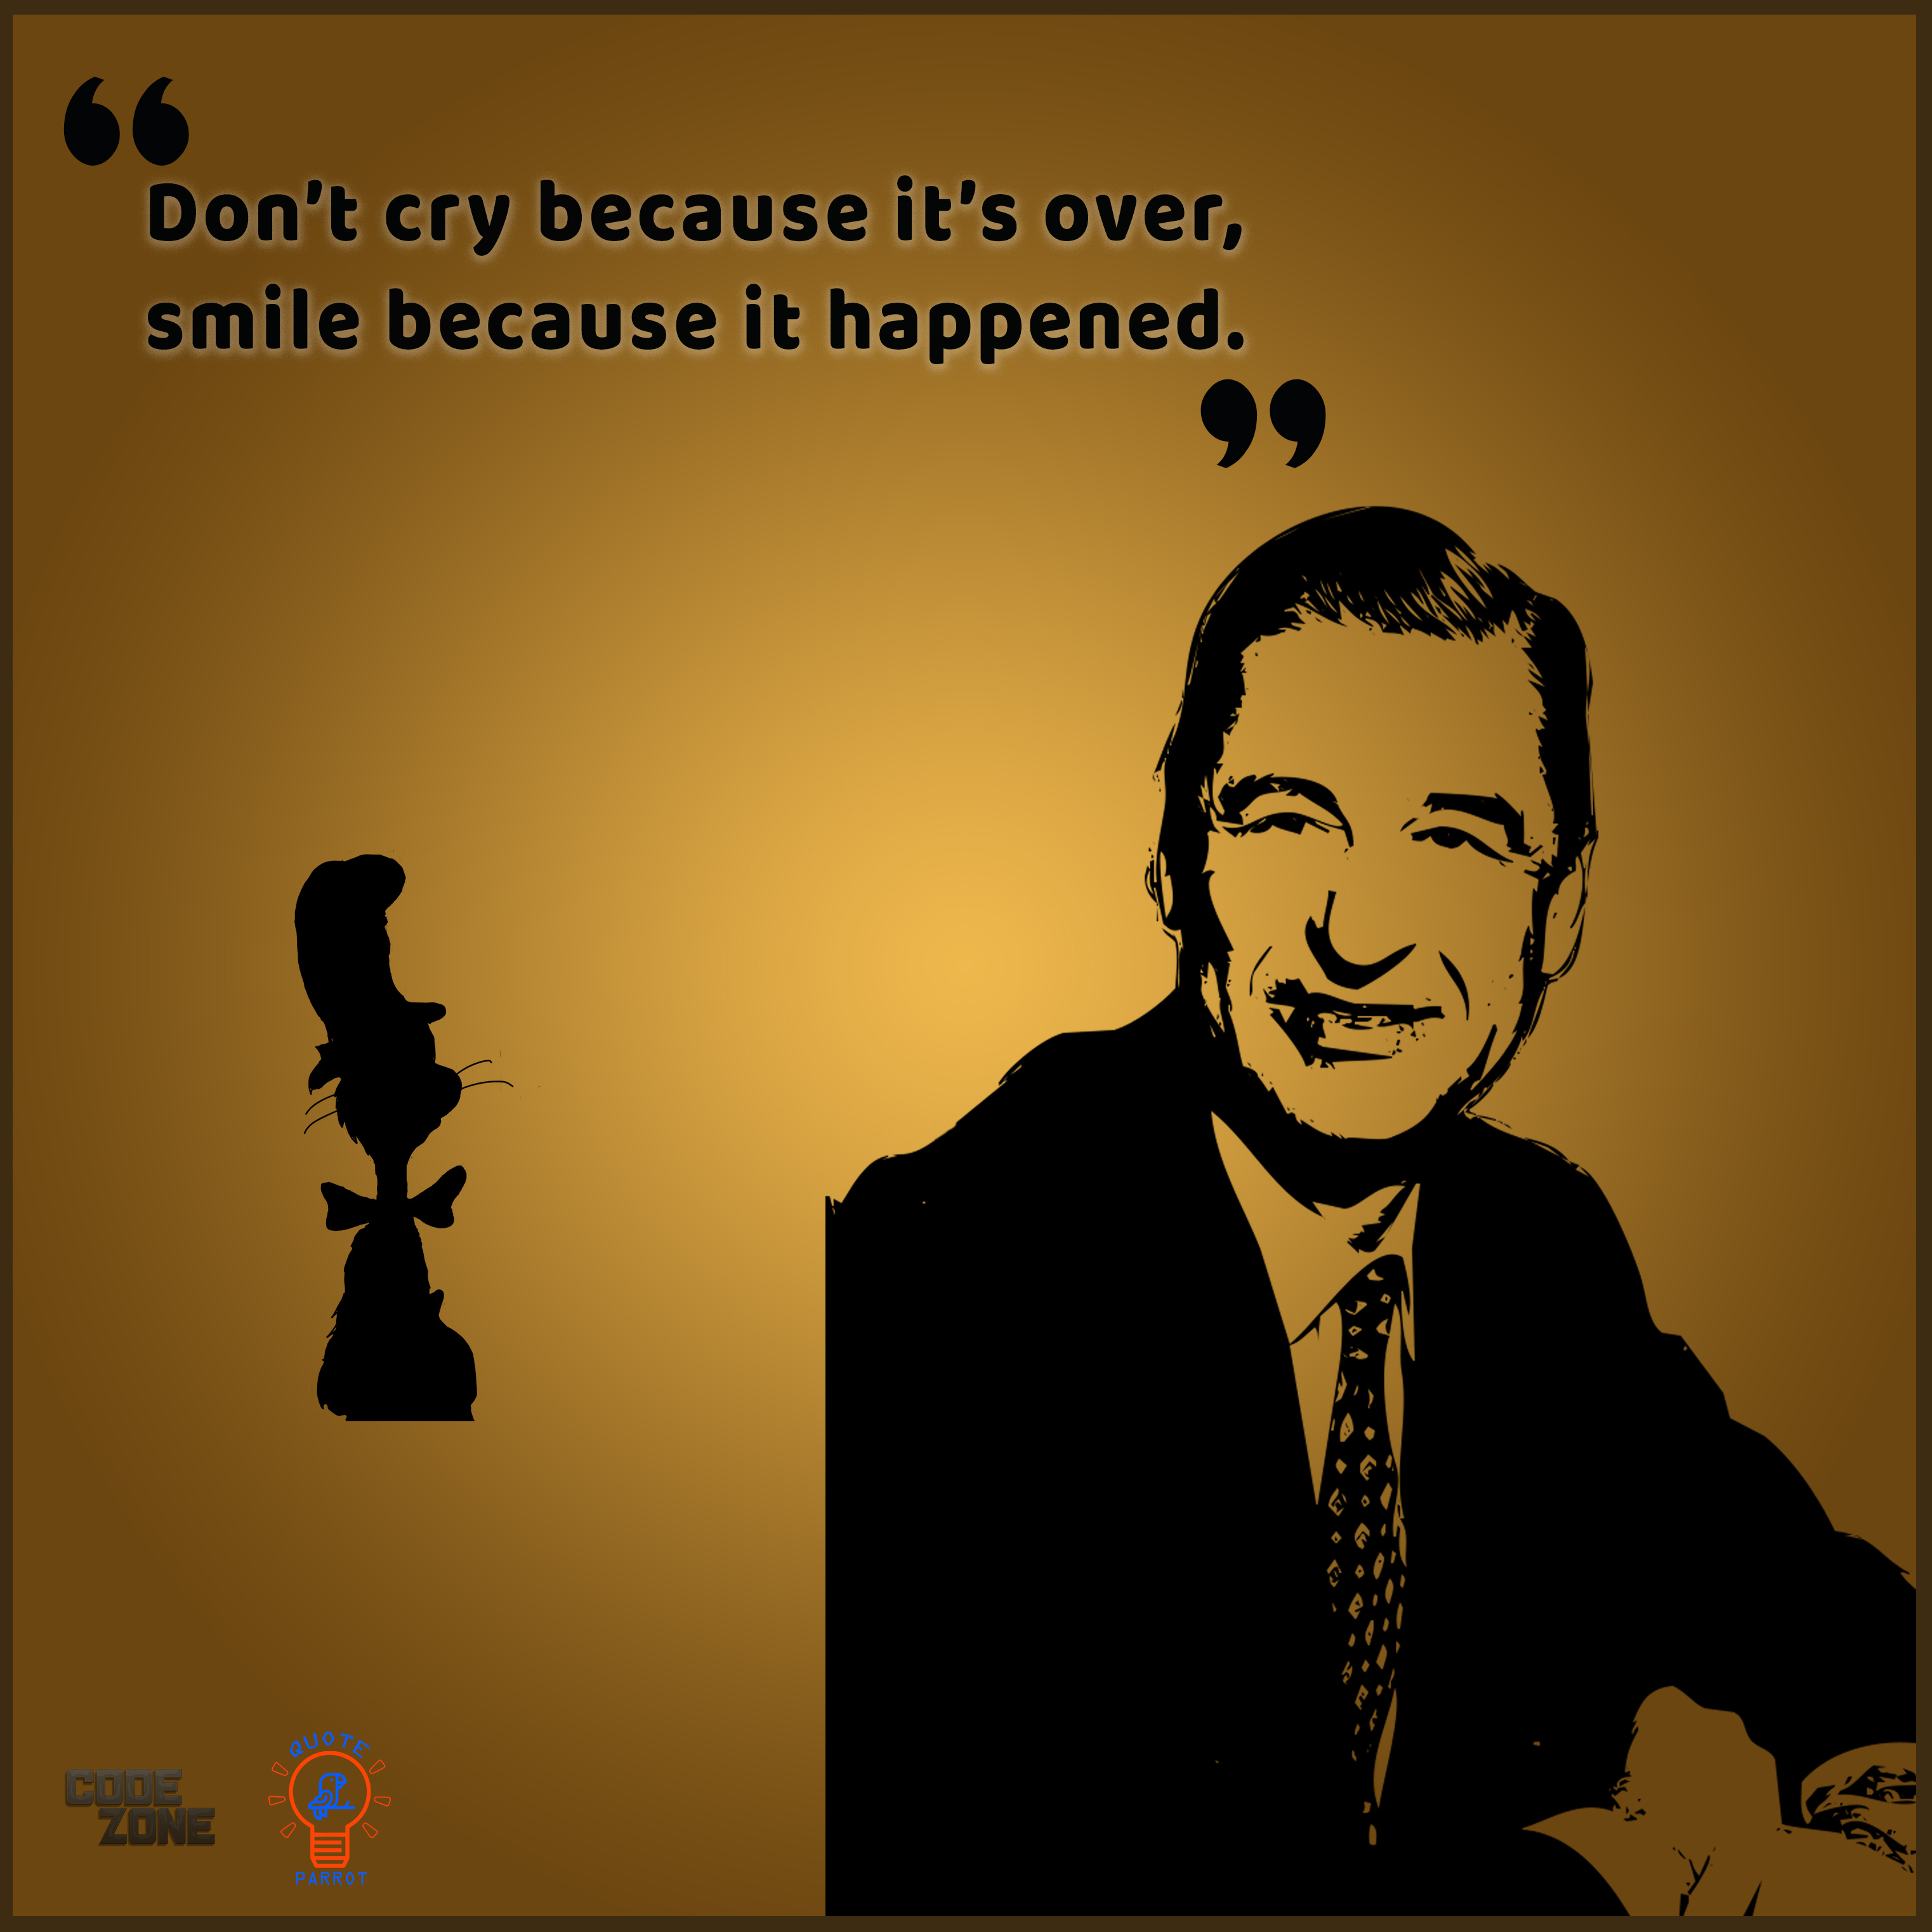 “
Don't cry because it's over,
smile because it happened.
”
CODE
ZONE
QUOTE
PARROT